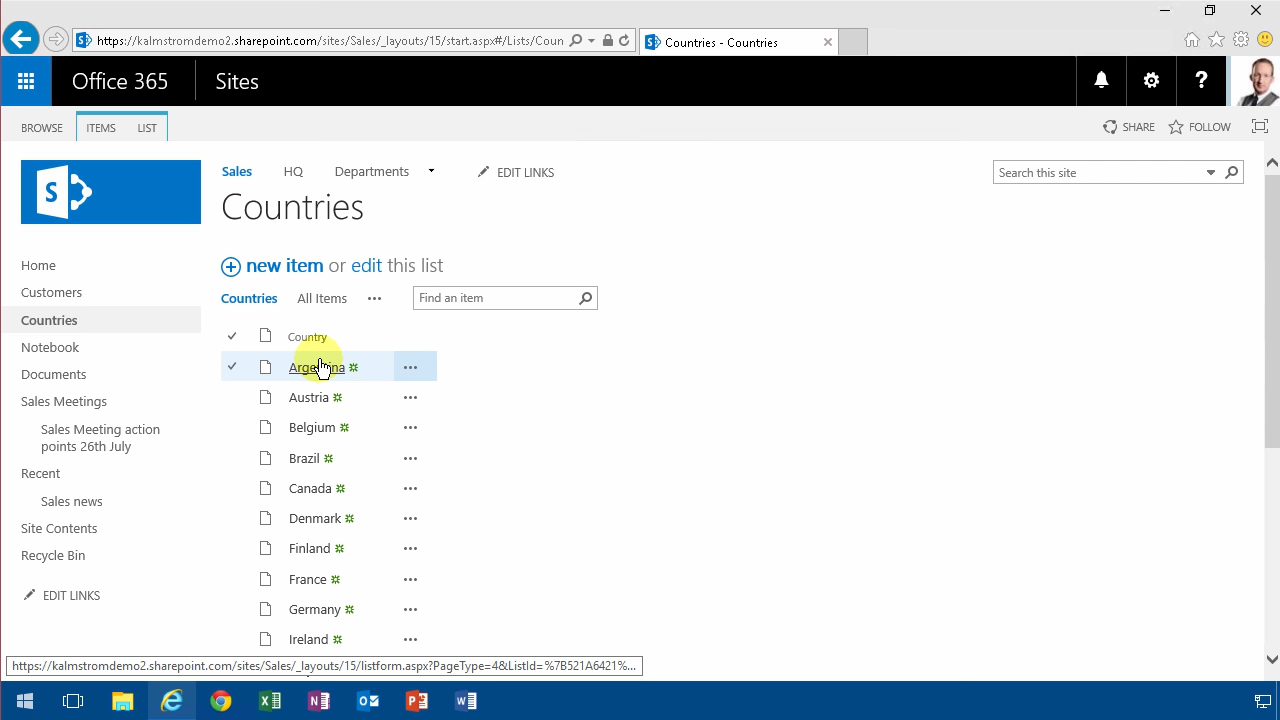 https://kalmstromdemo2.sharepoint.com/sites/Sales/_layouts/15/start.aspx#/Lists/Coun
Countries - Countries
Office 365
Sites
?
BROWSE
ITEMS
LIST
SHARE
FOLLOW
S
Sales
HQ
Departments
EDIT LINKS
Search this site
Countries
new item or edit this list
Countries
All Items
...
Find an item
Home
Customers
Countries
Notebook
Documents
Sales Meetings
Sales Meeting action
points 26th July
Recent
Sales news
Site Contents
Recycle Bin
EDIT LINKS
Country
Argentina ...
Austria ...
Belgium ...
Brazil ...
Canada ...
Denmark ...
Finland ...
France ...
Germany ...
Ireland ...
https://kalmstromdemo2.sharepoint.com/sites/Sales/_layouts/15/listform.aspx?PageType=4&ListId=%7B521A6421%...